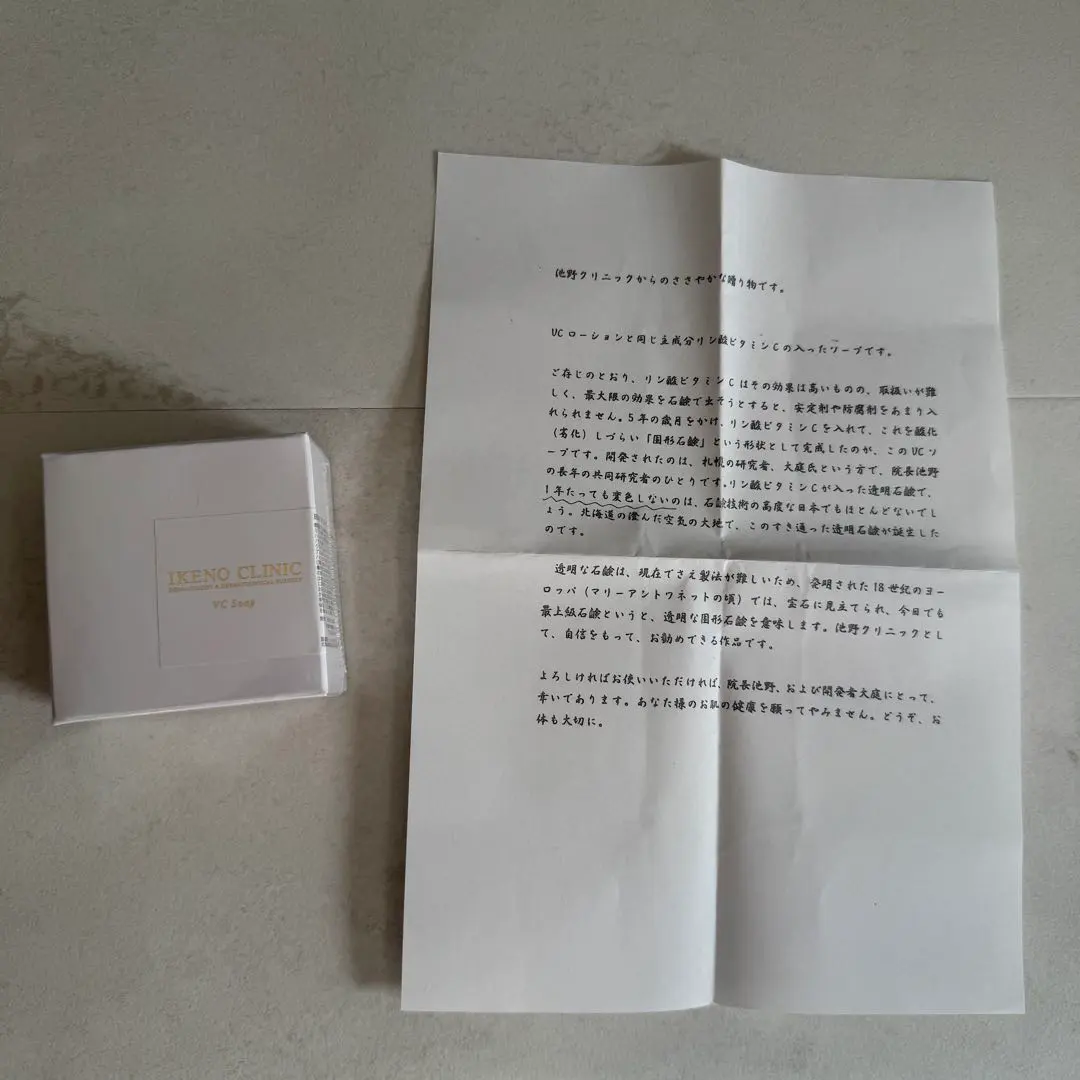 IKENO CLINIC
VC Soap
池野クリニックからのささやかな贈り物です。
VCローションと同じ主成分リン酸ビタミンCの入ったソープです。
ご存じのとおり、リン酸ビタミンCはその効果は高いものの、取扱いが難
しく、最大限の効果を石鹸で出そうとすると、安定剤や防腐剤をあまり入
れられません。5年の歳月をかけ、リン酸ビタミンCを入れて、これを酸化
(劣化)しづらい「固形石鹸」という形状として完成したのが、このVCソ
ープです。開発されたのは、札幌の研究者、大庭氏という方で、院長池野
の長年の共同研究者のひとりです。リン酸ビタミンCが入った透明石鹸で、
1年たっても変色しないのは、石鹸技術の高度な日本でもほとんどないでし
ょう。北海道の澄んだ空気の大地で、このすき通った透明石鹸が誕生した
のです。
透明な石鹸は、現在でさえ製法が難しいため、発明された18世紀のヨー
ロッパ(マリーアントワネットの頃)では、宝石に見立てられ、今日でも
最上級石鹸というと、透明な固形石鹸を意味します。池野クリニックとし
て、自信をもって、お勧めできる作品です。
よろしければお使いいただければ、院長池野、および開発者大庭にとって、
幸いであります。あなた様のお肌の健康を願ってやみません。どうぞ、お
体も大切に。